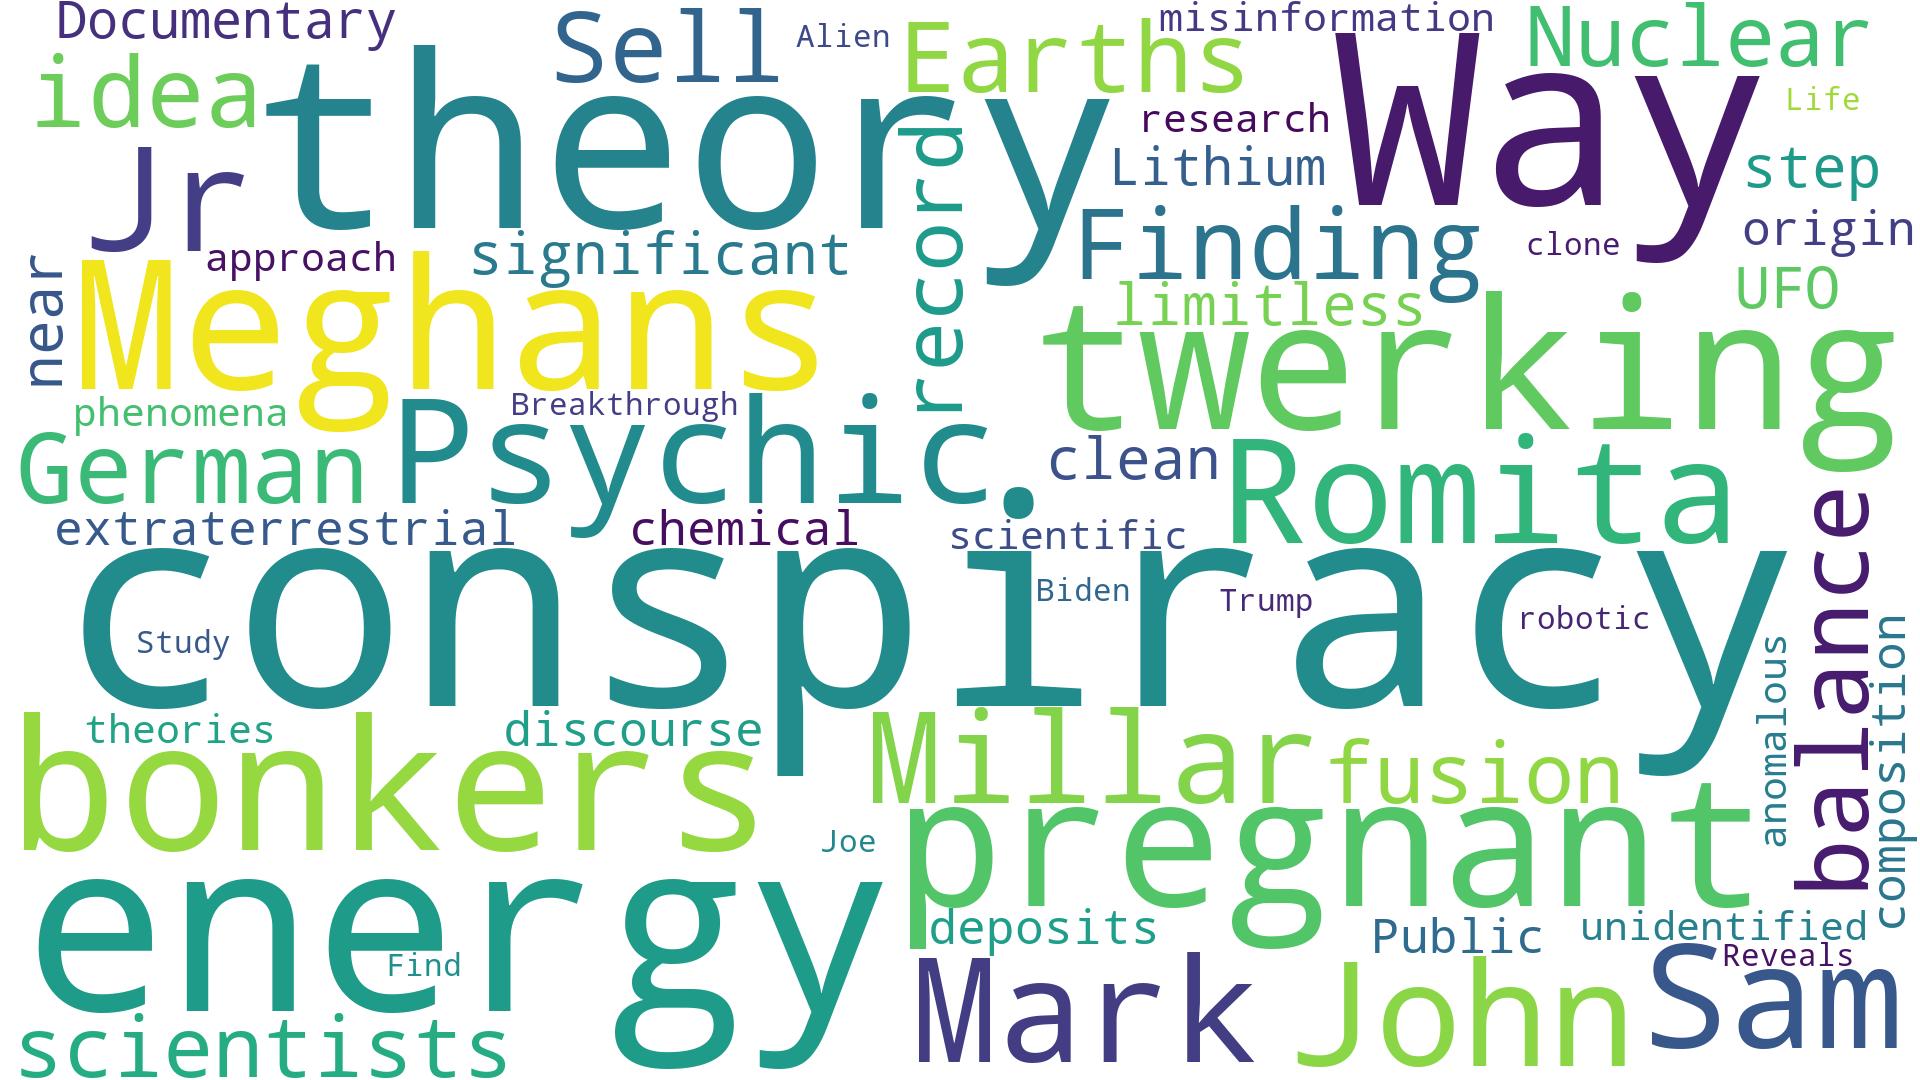 Documentary
Sell
Alien
Earths
misinformation
Nuclear
idea
theory
Way
Life
research
record
Lithium
step
Jr
Finding
origin
approach
significant
clone
near
Meghans
limitless
UFO
twerking
phenomena
Breakthrough
German
Psychic
clean
Romita
extraterrestrial
chemical
scientific
balance
conspiracy
Biden
Trump
robotic
Study
anomalous
composition
theories
discourse
bonkers
Millar
fusion
Joe
pregnant
energy
deposits
Public
unidentified
Find
Mark
John
Sam
Reveals
scientists